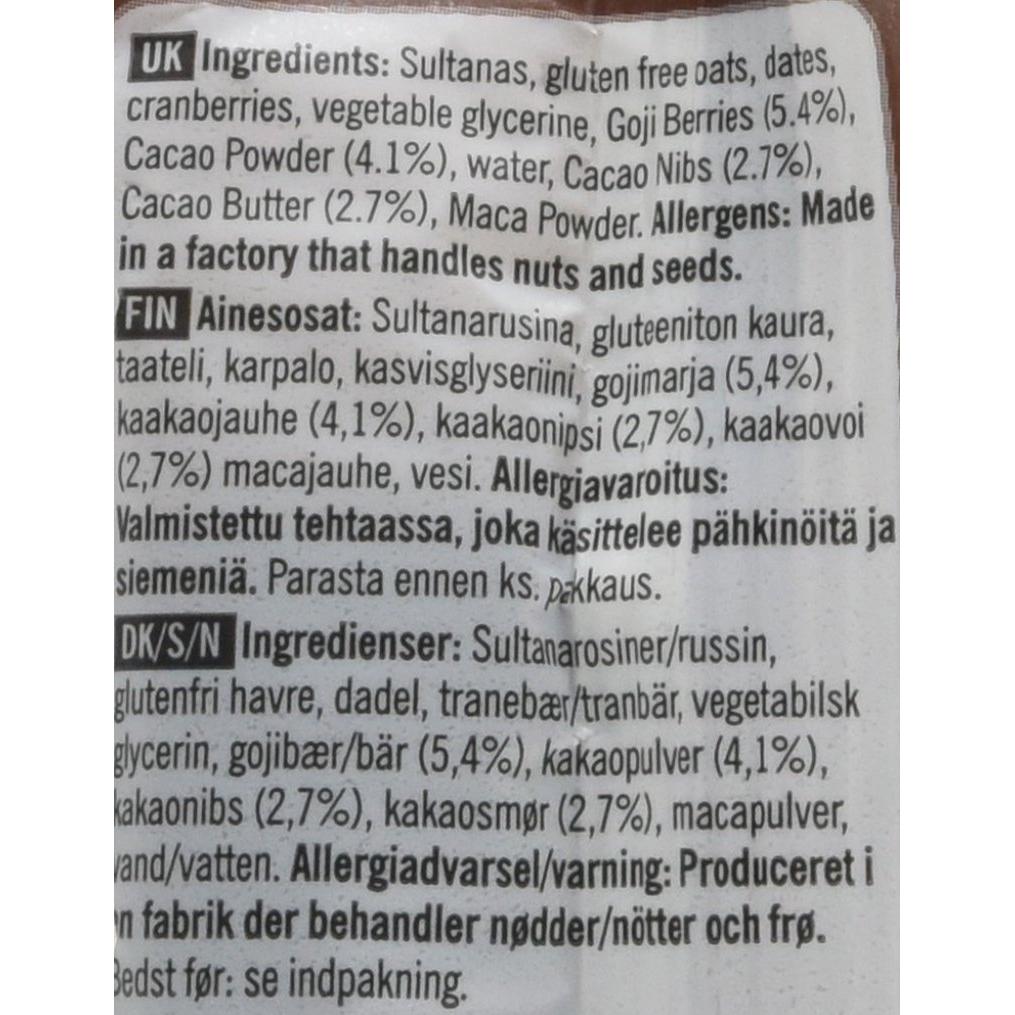 UK Ingredients: Sultanas, gluten free oats, dates,
cranberries, vegetable glycerine, Goji Berries (5.4%),
Cacao Powder (4.1%), water, Cacao Nibs (2.7%),
Cacao Butter (2.7%), Maca Powder. Allergens: Made
in a factory that handles nuts and seeds.
FIN Ainesosat: Sultanarusina, gluteeniton kaura,
taateli, karpalo, kasvisglyseriini, gojimarja (5,4%),
kaakaojauhe (4,1%), kaakaonipsi (2,7%), kaakaovoi
(2,7%) macajauhe, vesi. Allergiavaroitus:
Valmistettu tehtaassa, joka käsittelee pähkinöitä ja
siemeniä. Parasta ennen ks. pakkaus.
DK/S/N Ingredienser: Sultanarosiner/russin,
glutenfri havre, dadel, tranebær/tranbär, vegetabilsk
glycerin, gojibær/bär (5,4%), kakaopulver (4,1%),
kakaonibs (2,7%), kakaosmør (2,7%), macapulver,
vand/vatten. Allergiadvarsel/varning: Produceret i
en fabrik der behandler nødder/nötter och frø.
Bedst før: se indpakning.